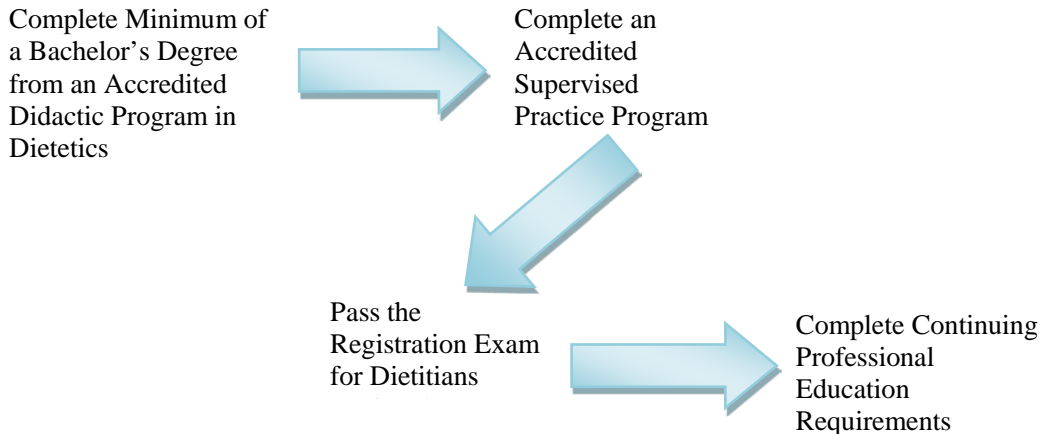 Complete Minimum of
a Bachelor’s Degree
from an Accredited
Didactic Program in
Dietetics
Complete an
Accredited
Supervised
Practice Program
Pass the
Registration Exam
for Dietitians
Complete Continuing
Professional
Education
Requirements